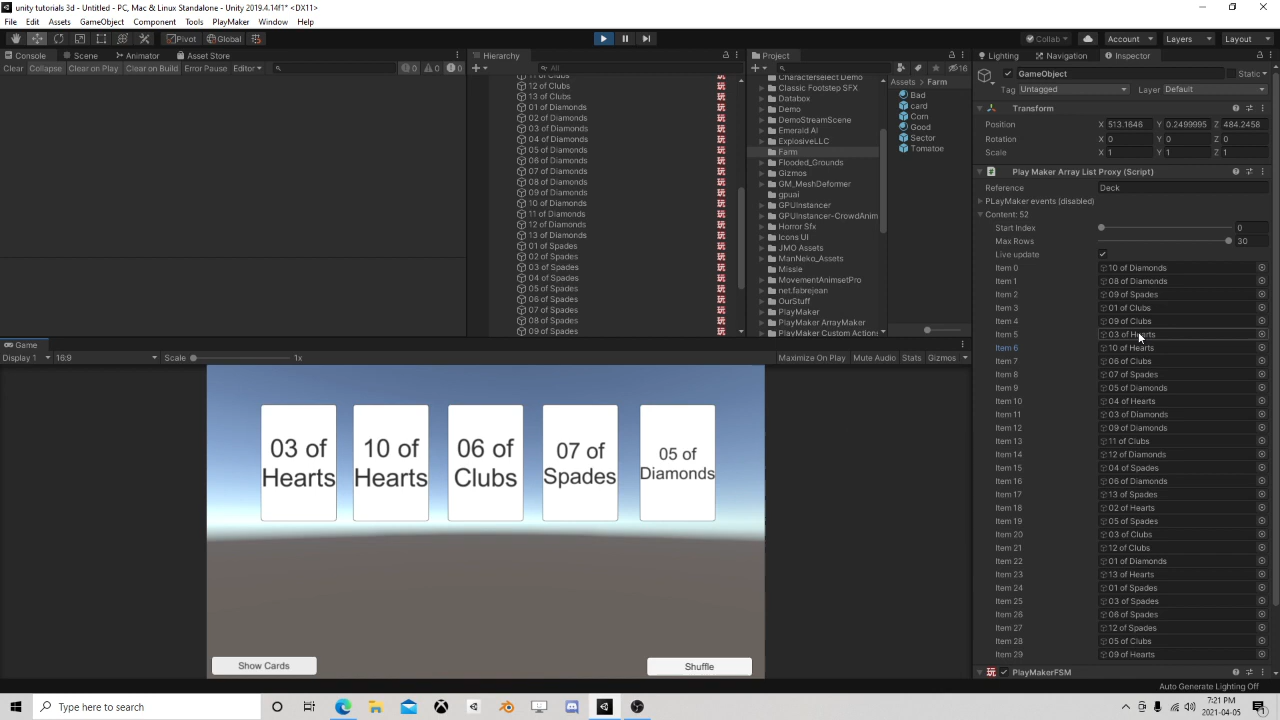 unity tutorials 3d - Untitled - PC, Mac & Linux Standalone - Unity 2019.4.14f1* <DX11>
File Edit Assets GameObject Component Tools PlayMaker Window Help
Pivot Global Collab Account Layers Layout
Console Scene Animator Asset Store
Clear Collapse Clear on Play Clear on Build Error Pause Editor 0 0 0
Hierarchy
All
11 of Clubs
12 of Clubs
13 of Clubs
01 of Diamonds
02 of Diamonds
03 of Diamonds
04 of Diamonds
05 of Diamonds
06 of Diamonds
07 of Diamonds
08 of Diamonds
09 of Diamonds
10 of Diamonds
11 of Diamonds
12 of Diamonds
13 of Diamonds
01 of Spades
02 of Spades
03 of Spades
04 of Spades
05 of Spades
06 of Spades
07 of Spades
08 of Spades
09 of Spades
Project
16
Characterselect Demo
Classic Footstep SFX
Databox
Demo
DemoStreamScene
Emerald AI
ExplosiveLLC
Farm
Flooded_Grounds
Gizmos
GM_MeshDeformer
gpuai
GPUInstancer
GPUInstancer-CrowdAnim
Horror Sfx
Icons UI
JMO Assets
ManNeko_Assets
Missle
MovementAnimsetPro
net.fabrejean
OurStuff
PlayMaker
PlayMaker ArrayMaker
PlayMaker Custom Actions
Assets Farm
Bad
card
Corn
Good
Sector
Tomatoe
Lighting Navigation Inspector
GameObject Static
Tag Untagged Layer Default
Transform
Position X 513.1646 Y 0.2499995 Z 484.2458
Rotation X 0 Y 0 Z 0
Scale X 1 Y 1 Z 1
Play Maker Array List Proxy (Script)
Reference Deck
PLayMaker events (disabled)
Content: 52
Start Index 0
Max Rows 30
Live update
Item 0 10 of Diamonds
Item 1 08 of Diamonds
Item 2 09 of Spades
Item 3 01 of Clubs
Item 4 09 of Clubs
Item 5 03 of Hearts
Item 6 10 of Hearts
Item 7 06 of Clubs
Item 8 07 of Spades
Item 9 05 of Diamonds
Item 10 04 of Hearts
Item 11 03 of Diamonds
Item 12 09 of Diamonds
Item 13 11 of Clubs
Item 14 12 of Diamonds
Item 15 04 of Spades
Item 16 06 of Diamonds
Item 17 13 of Spades
Item 18 02 of Hearts
Item 19 05 of Spades
Item 20 03 of Clubs
Item 21 12 of Clubs
Item 22 01 of Diamonds
Item 23 13 of Hearts
Item 24 01 of Spades
Item 25 03 of Spades
Item 26 06 of Spades
Item 27 12 of Spades
Item 28 05 of Clubs
Item 29 09 of Hearts
PlayMakerFSM
Auto Generate Lighting Off
Game
Display 1 16:9 Scale 1x Maximize On Play Mute Audio Stats Gizmos
03 of
Hearts
10 of
Hearts
06 of
Clubs
07 of
Spades
05 of
Diamonds
Show Cards Shuffle
Type here to search
7:21 PM
2021-04-05